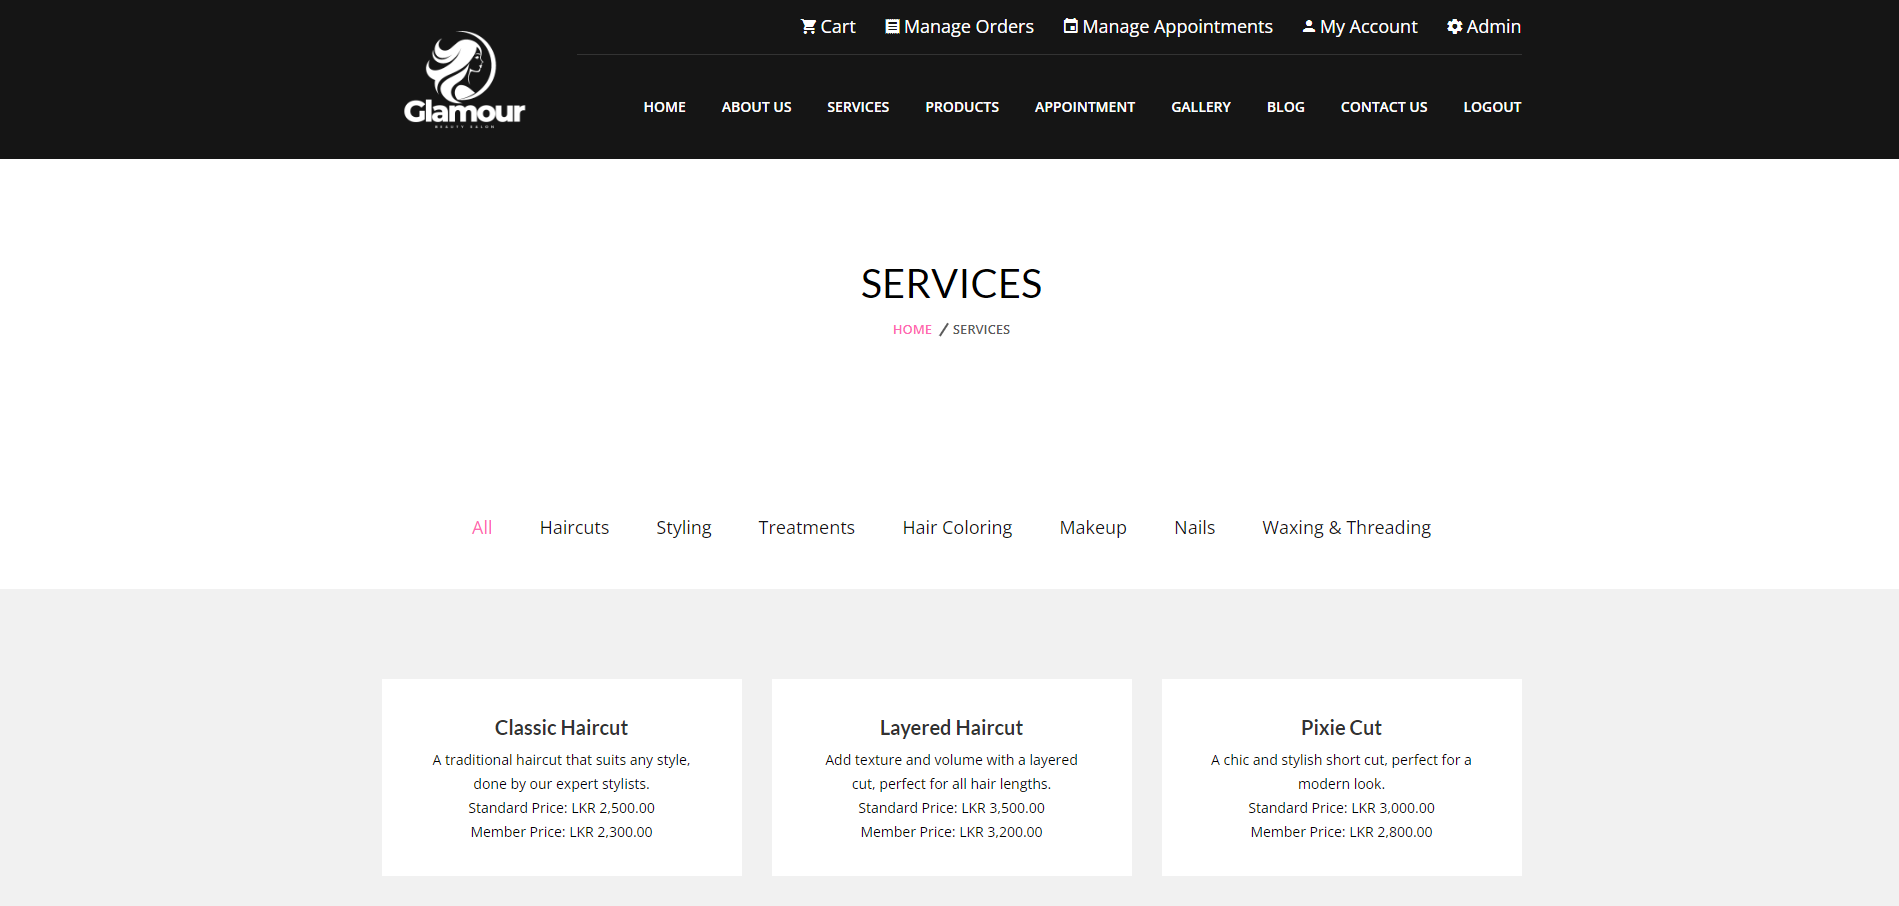 Cart Manage Orders Manage Appointments My Account Admin
Glamour
BEAUTY SALON
HOME ABOUT US SERVICES PRODUCTS APPOINTMENT GALLERY BLOG CONTACT US LOGOUT
SERVICES
HOME / SERVICES
All Haircuts Styling Treatments Hair Coloring Makeup Nails Waxing & Threading
Classic Haircut
A traditional haircut that suits any style,
done by our expert stylists.
Standard Price: LKR 2,500.00
Member Price: LKR 2,300.00
Layered Haircut
Add texture and volume with a layered
cut, perfect for all hair lengths.
Standard Price: LKR 3,500.00
Member Price: LKR 3,200.00
Pixie Cut
A chic and stylish short cut, perfect for a
modern look.
Standard Price: LKR 3,000.00
Member Price: LKR 2,800.00